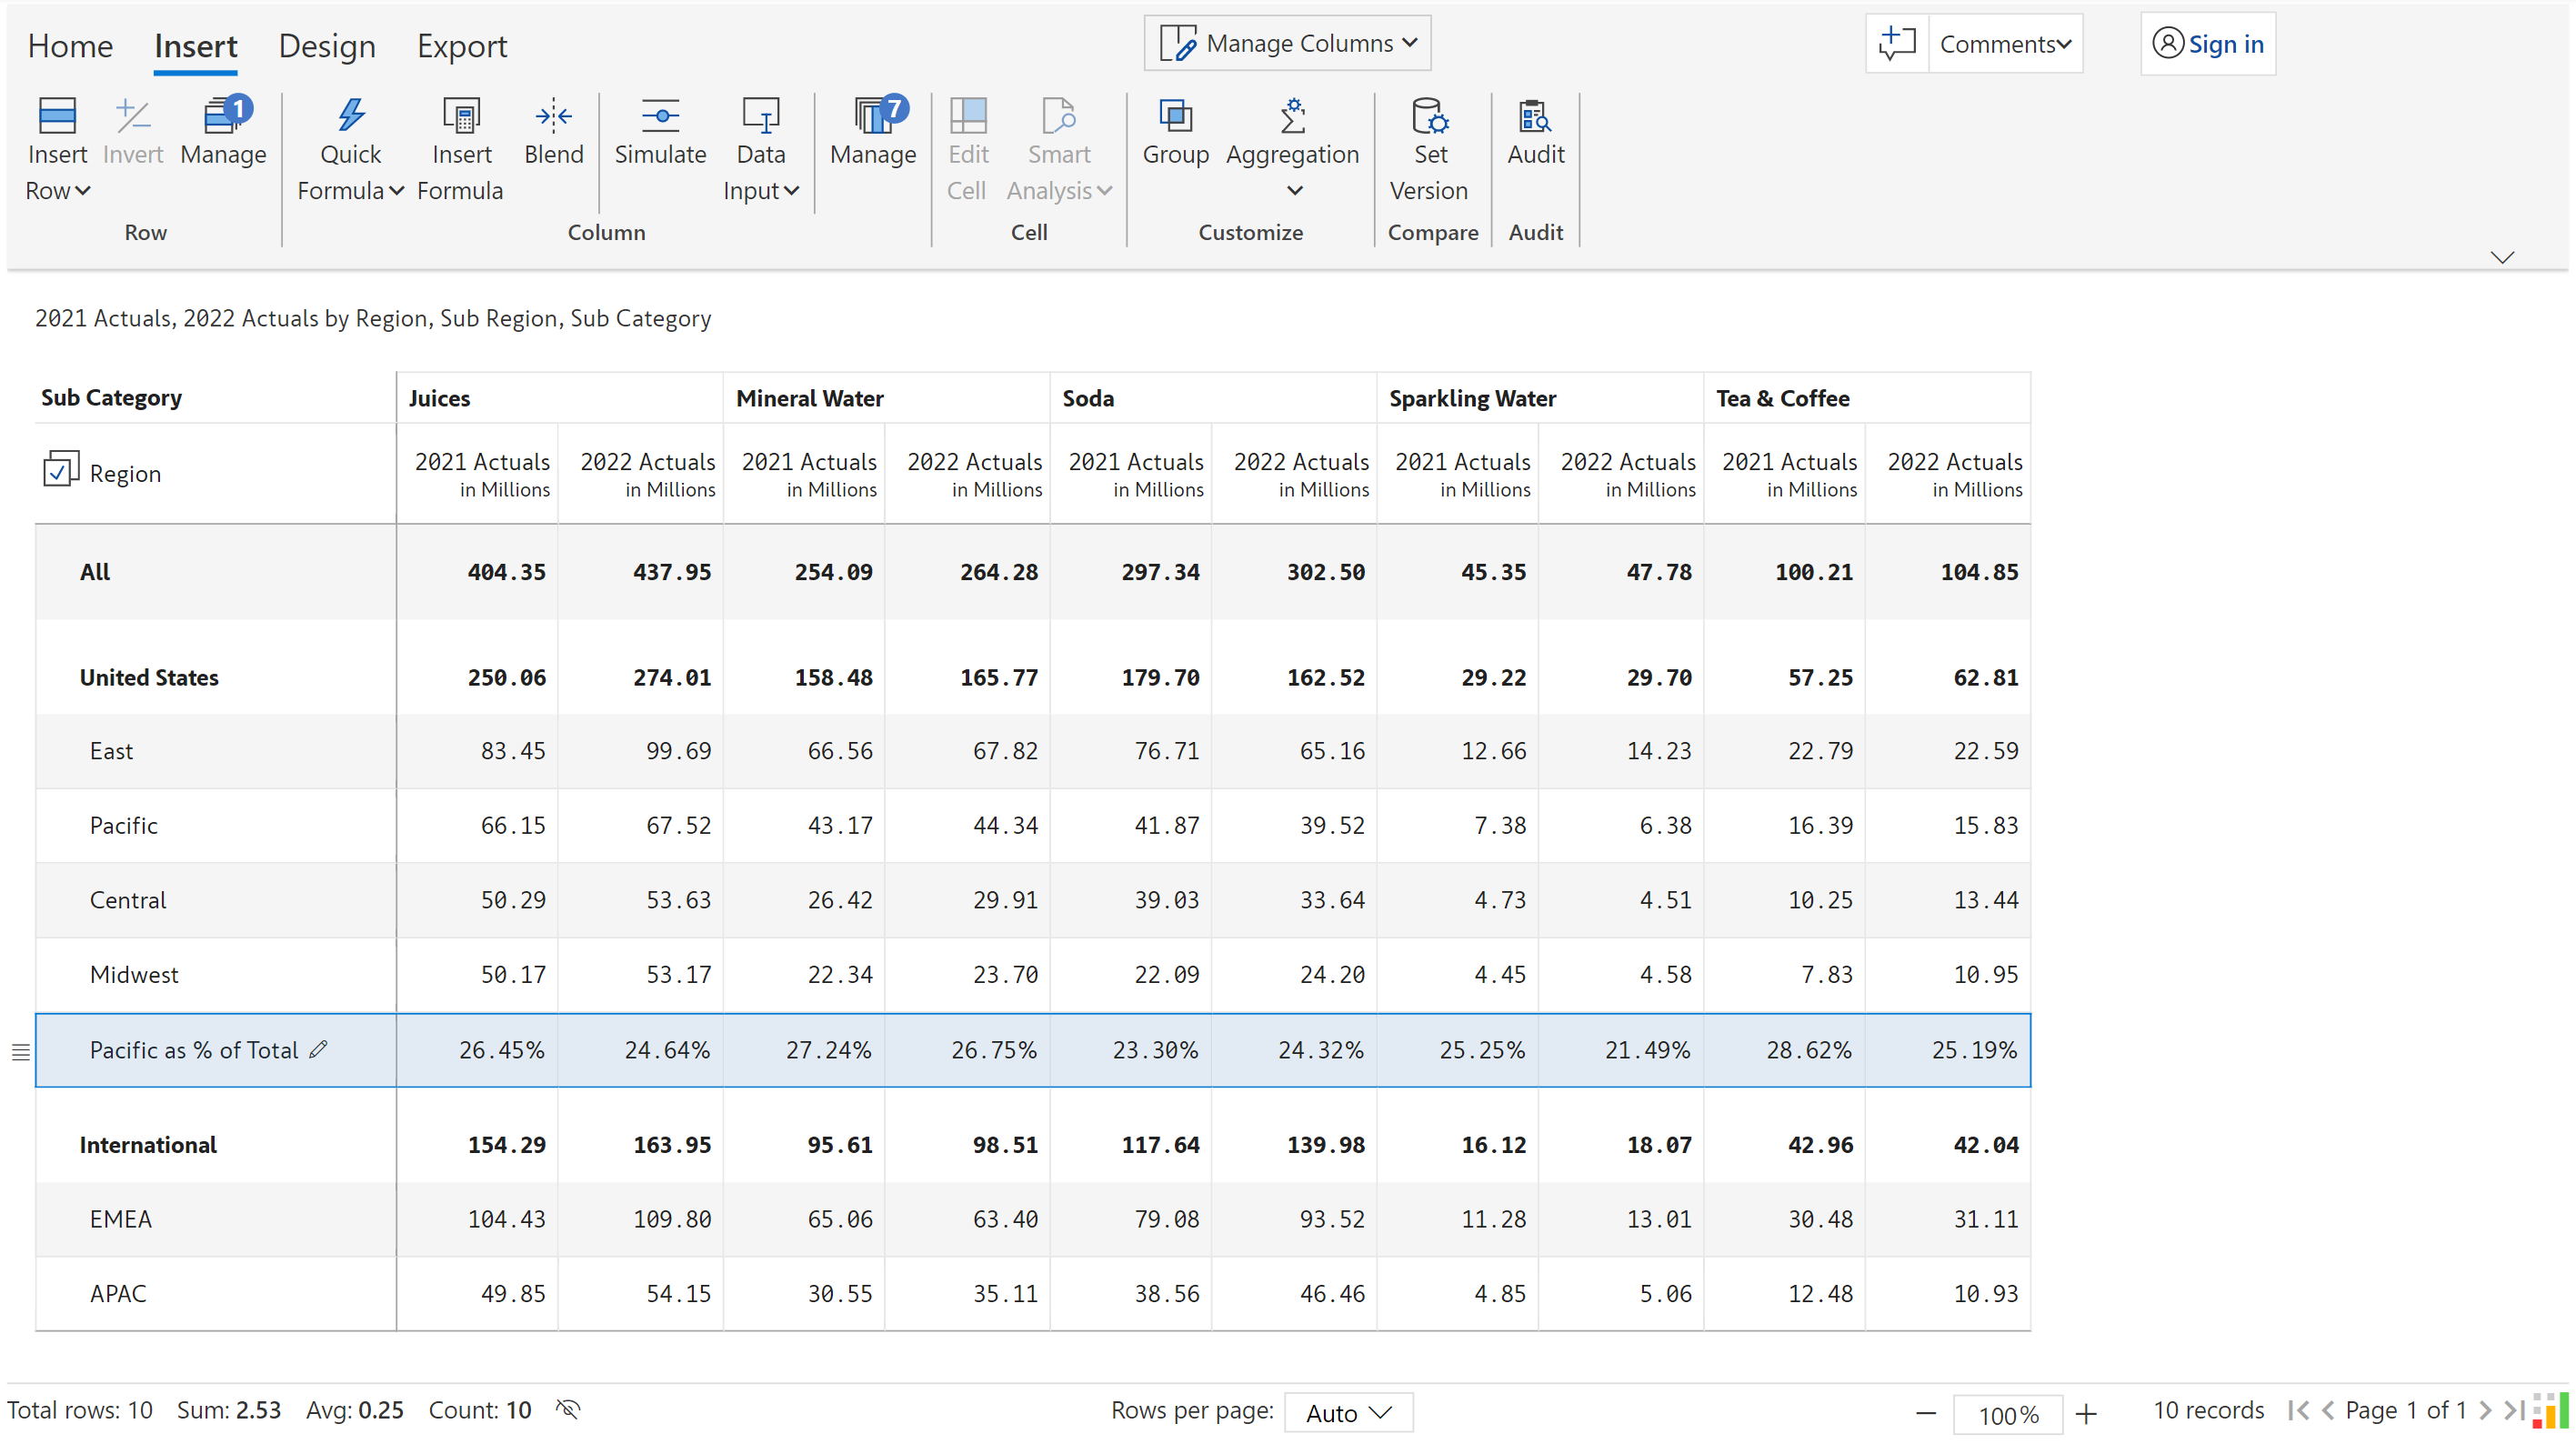 Home Insert Design Export Manage Columns Comments Sign in
1 7
Insert Invert Manage Quick Insert Blend Simulate Data Manage Edit Smart Group Aggregation Set Audit
Row Formula Formula Input Cell Analysis Version
Row Column Cell Customize Compare Audit
2021 Actuals, 2022 Actuals by Region, Sub Region, Sub Category
Sub Category Juices Mineral Water Soda Sparkling Water Tea & Coffee
Region 2021 Actuals 2022 Actuals 2021 Actuals 2022 Actuals 2021 Actuals 2022 Actuals 2021 Actuals 2022 Actuals 2021 Actuals 2022 Actuals
in Millions in Millions in Millions in Millions in Millions in Millions in Millions in Millions in Millions in Millions
All 404.35 437.95 254.09 264.28 297.34 302.50 45.35 47.78 100.21 104.85
United States 250.06 274.01 158.48 165.77 179.70 162.52 29.22 29.70 57.25 62.81
East 83.45 99.69 66.56 67.82 76.71 65.16 12.66 14.23 22.79 22.59
Pacific 66.15 67.52 43.17 44.34 41.87 39.52 7.38 6.38 16.39 15.83
Central 50.29 53.63 26.42 29.91 39.03 33.64 4.73 4.51 10.25 13.44
Midwest 50.17 53.17 22.34 23.70 22.09 24.20 4.45 4.58 7.83 10.95
Pacific as % of Total 26.45% 24.64% 27.24% 26.75% 23.30% 24.32% 25.25% 21.49% 28.62% 25.19%
International 154.29 163.95 95.61 98.51 117.64 139.98 16.12 18.07 42.96 42.04
EMEA 104.43 109.80 65.06 63.40 79.08 93.52 11.28 13.01 30.48 31.11
APAC 49.85 54.15 30.55 35.11 38.56 46.46 4.85 5.06 12.48 10.93
Total rows: 10 Sum: 2.53 Avg: 0.25 Count: 10 Rows per page: Auto 100% 10 records Page 1 of 1